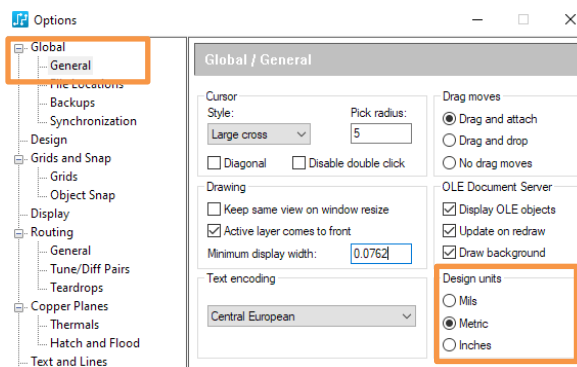 Options
Global
General
File Locations
Backups
Synchronization
Design
Grids and Snap
Grids
Object Snap
Display
Routing
General
Tune/Diff Pairs
Teardrops
Copper Planes
Thermals
Hatch and Flood
Text and Lines
Global / General
Cursor
Style:
Pick radius:
Large cross
5
Diagonal
Disable double click
Drag moves
Drag and attach
Drag and drop
No drag moves
Drawing
Keep same view on window resize
Active layer comes to front
Minimum display width:
0.0762
OLE Document Server
Display OLE objects
Update on redraw
Draw background
Text encoding
Central European
Design units
Mils
Metric
Inches